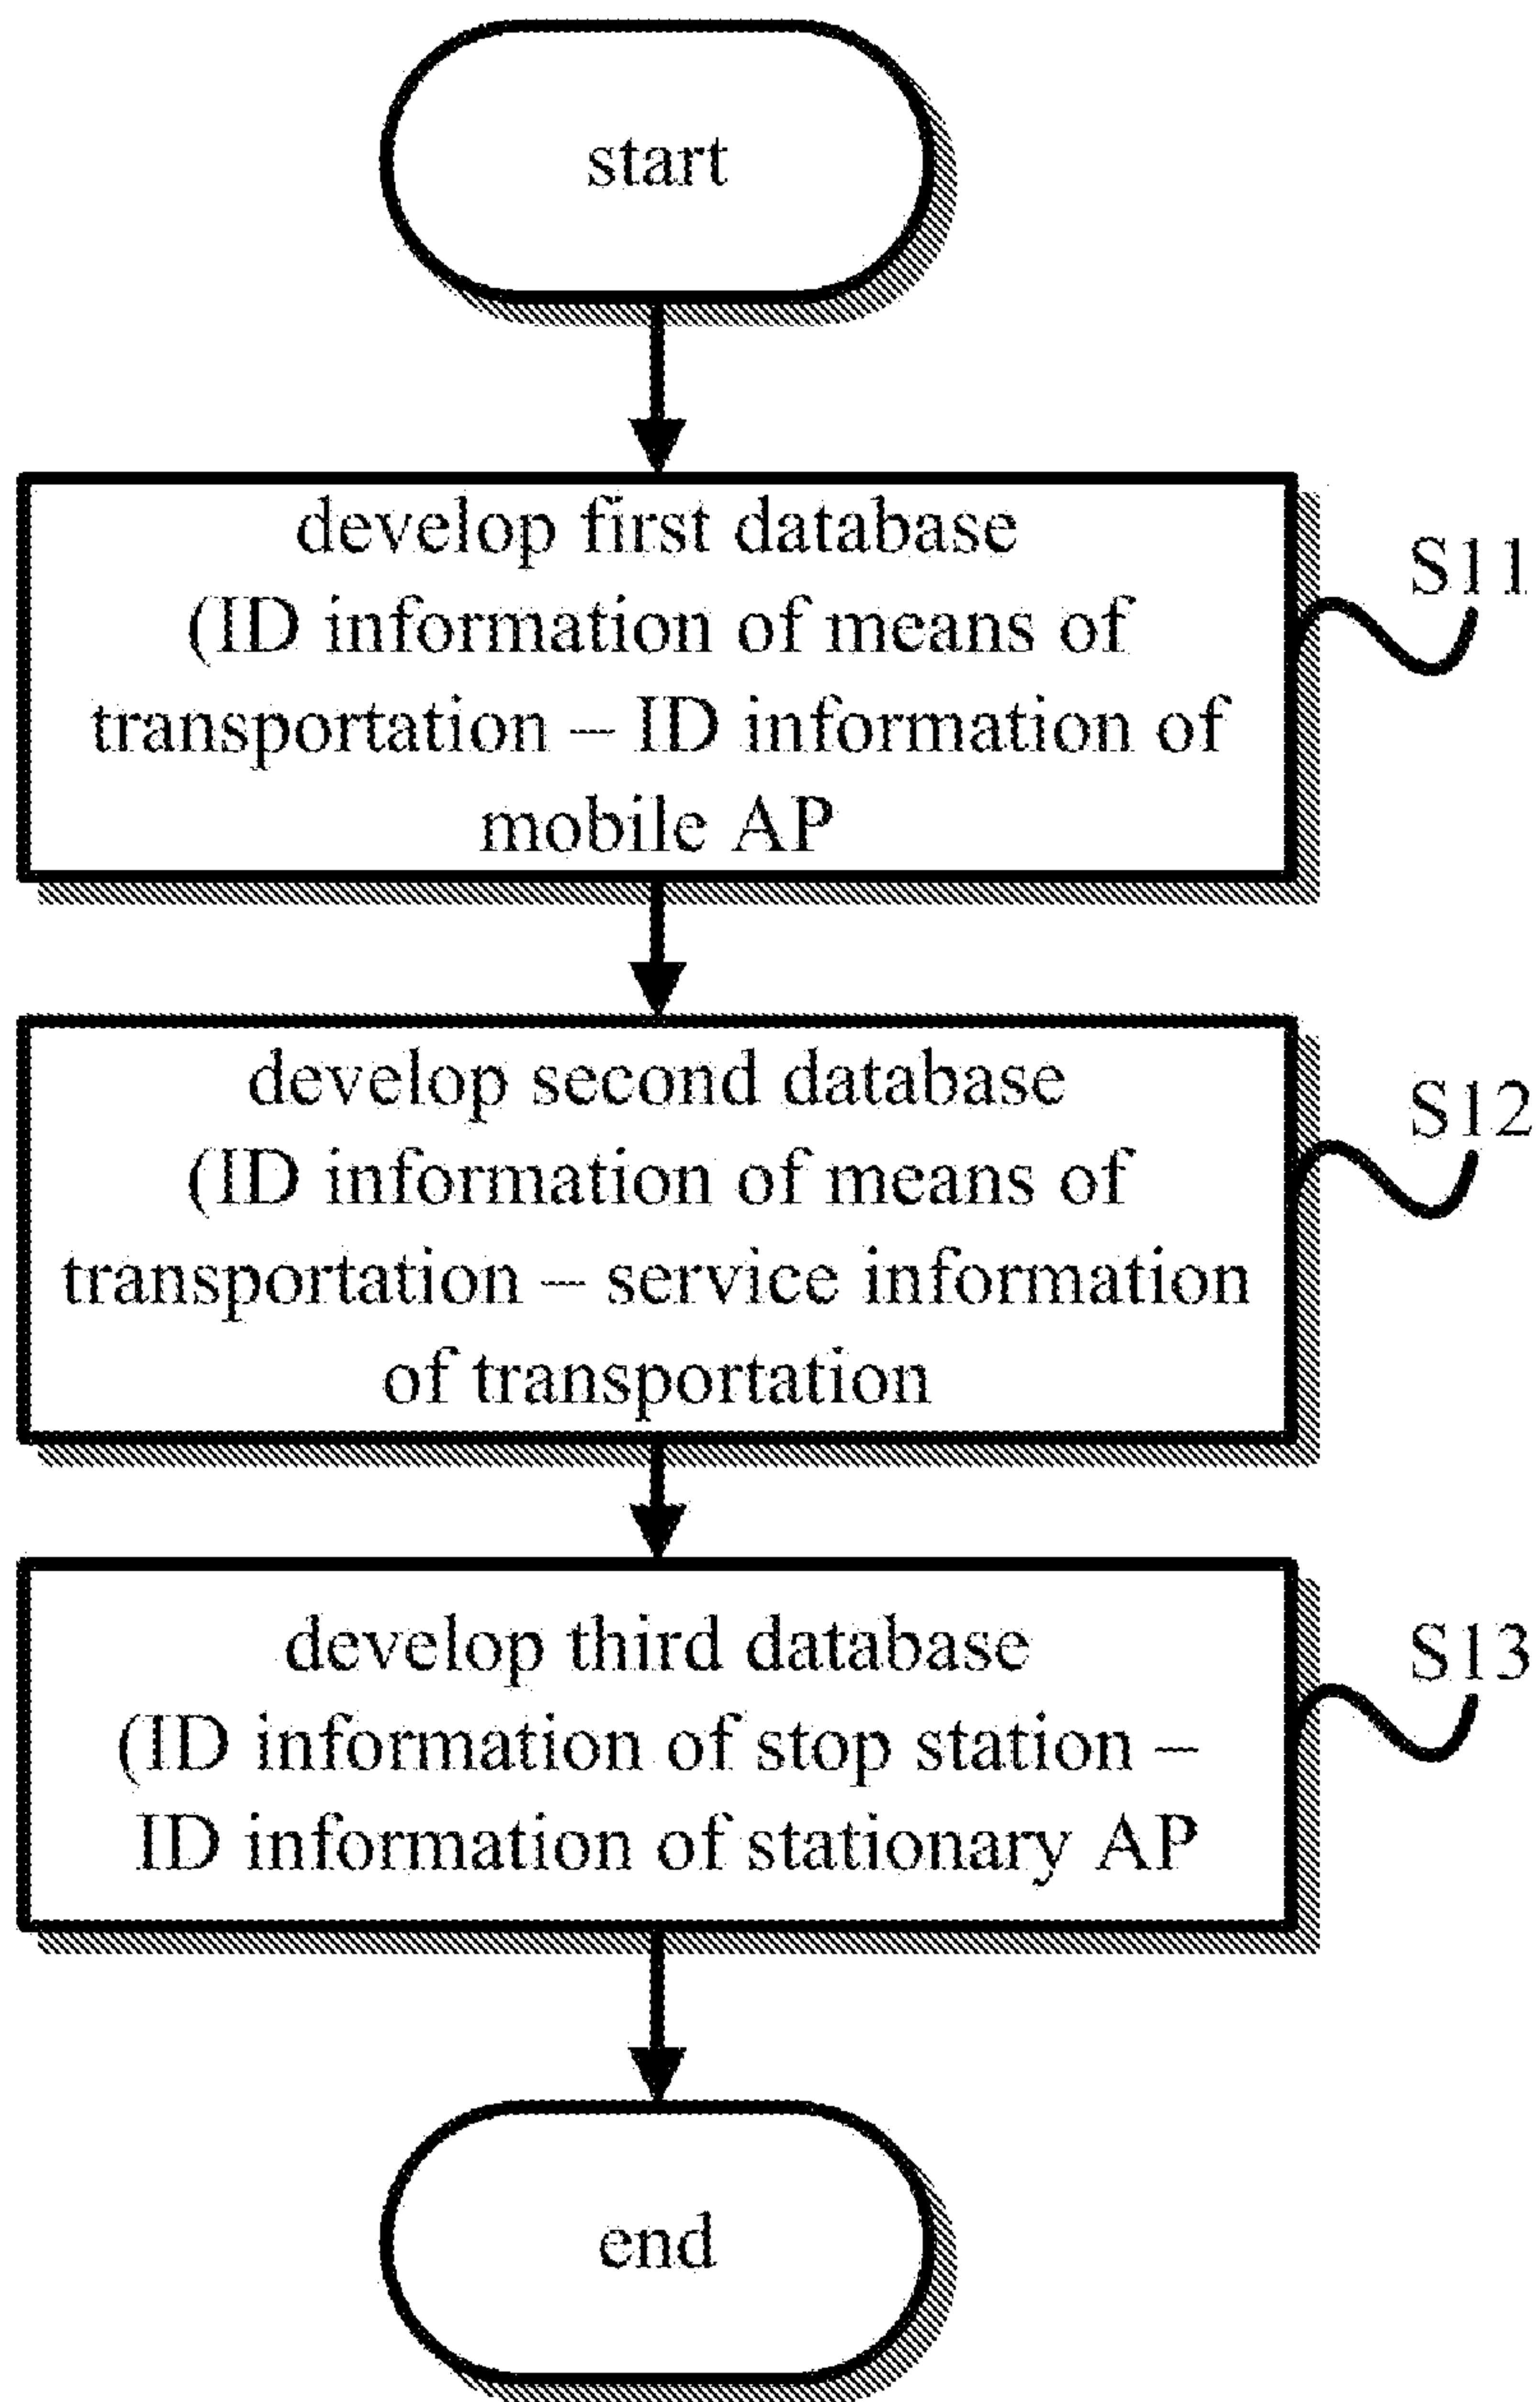 start
develop first database
(ID information of means of
transportation – ID information of
mobile AP
S11
develop second database
(ID information of means of
transportation – service information
of transportation
S12
develop third database
(ID information of stop station –
ID information of stationary AP
S13
end